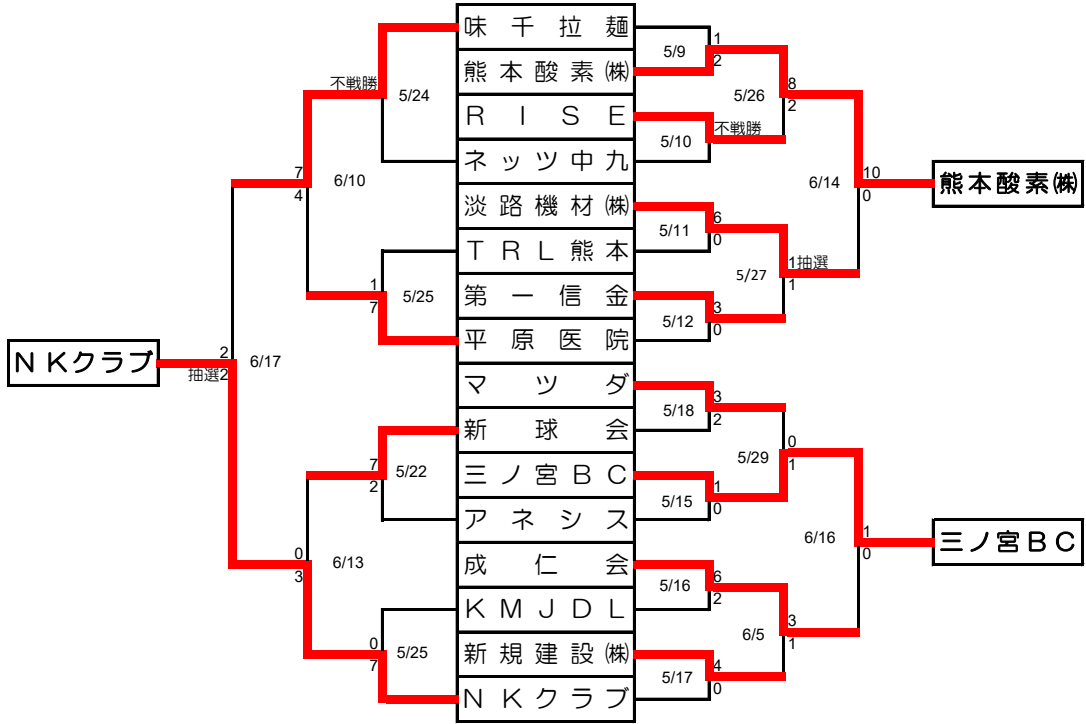 味千拉麺
熊本酸素㈱
ＲＩＳＥ
ネッツ中九
淡路機材㈱
ＴＲＬ熊本
第一信金
平原医院
マツダ
新球会
三ノ宮ＢＣ
アネシス
成仁会
ＫＭＪＤＬ
新規建設㈱
ＮＫクラブ
不戦勝
5/24
7
4
6/10
1
7
5/25
2
抽選2
6/17
ＮＫクラブ
7
2
5/22
0
3
6/13
0
7
5/25
5/9
1
2
5/26
8
2
5/10
不戦勝
6/14
10
0
熊本酸素㈱
5/11
6
0
5/27
1抽選
1
5/12
3
0
5/18
3
2
5/29
0
1
5/15
1
0
6/16
1
0
三ノ宮ＢＣ
5/16
6
2
6/5
3
1
5/17
4
0